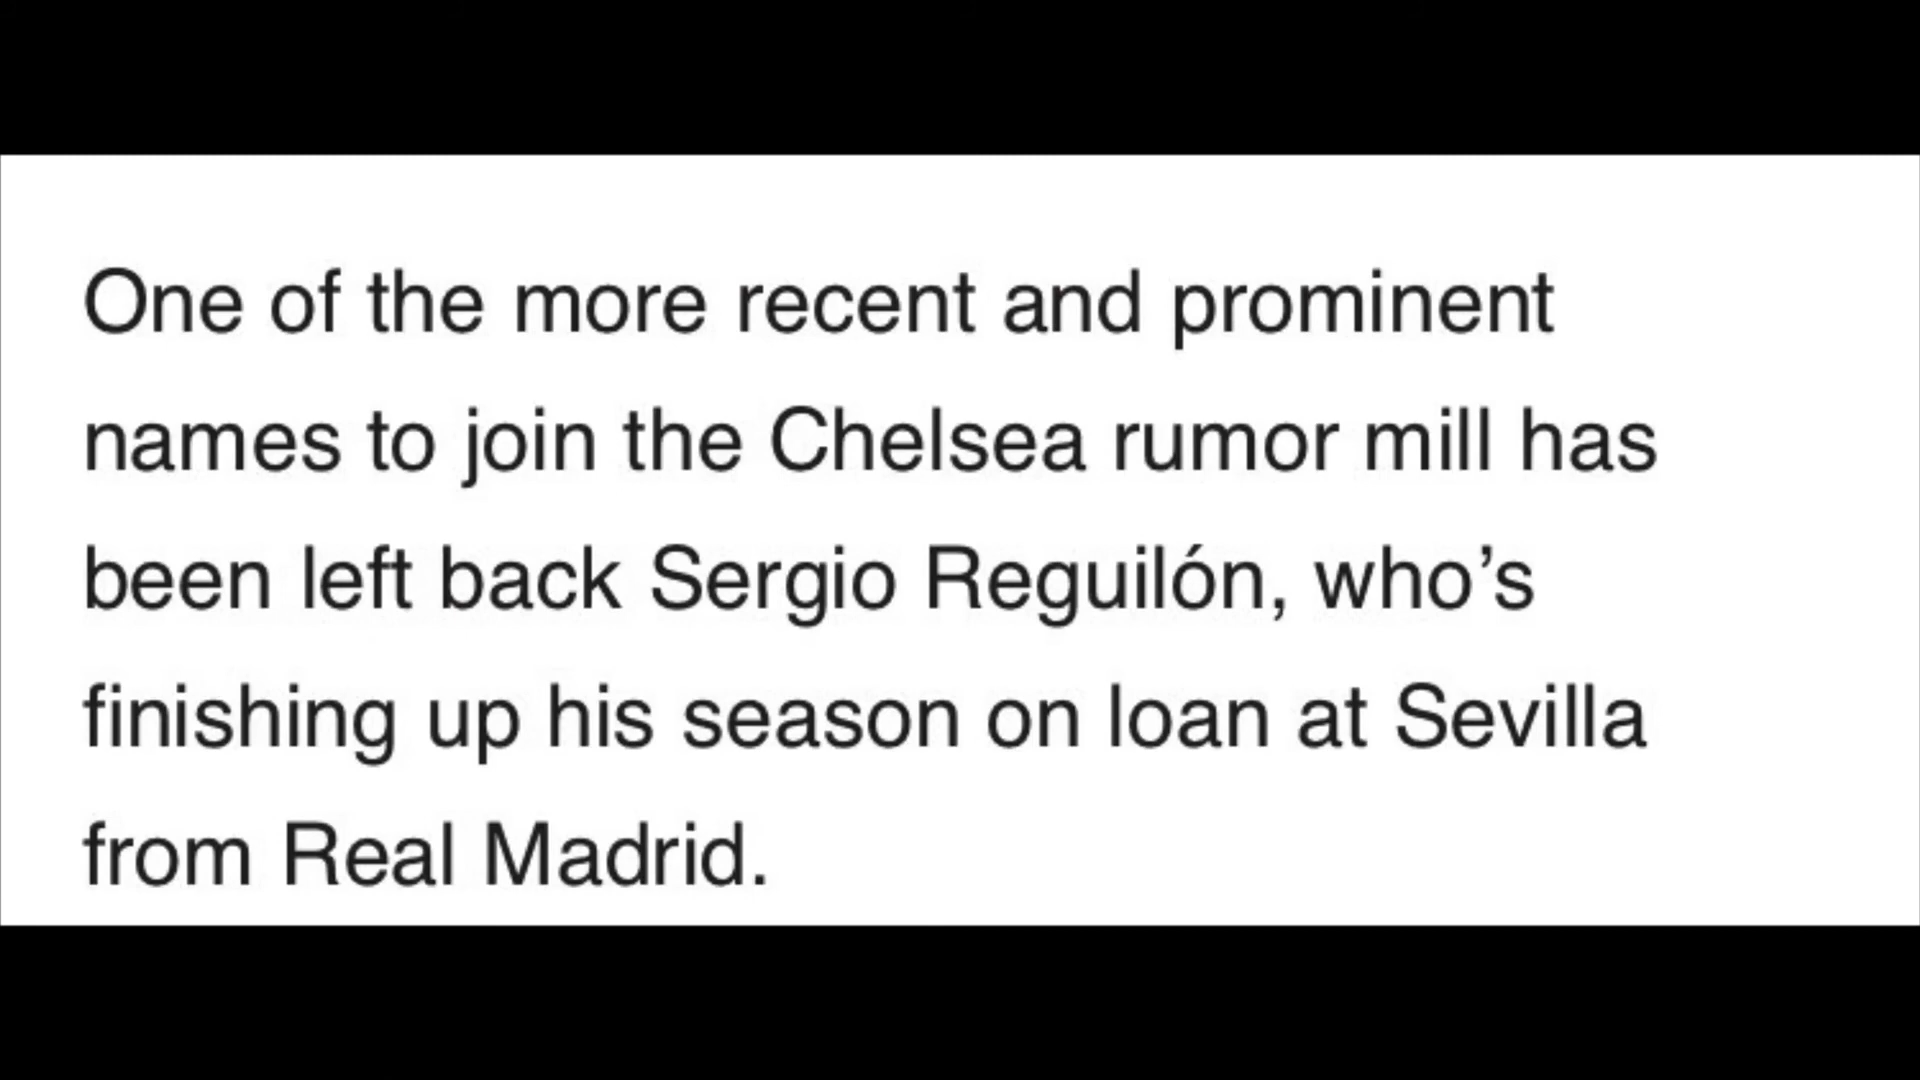 One of the more recent and prominent
names to join the Chelsea rumor mill has
been left back Sergio Reguilón, who’s
finishing up his season on loan at Sevilla
from Real Madrid.